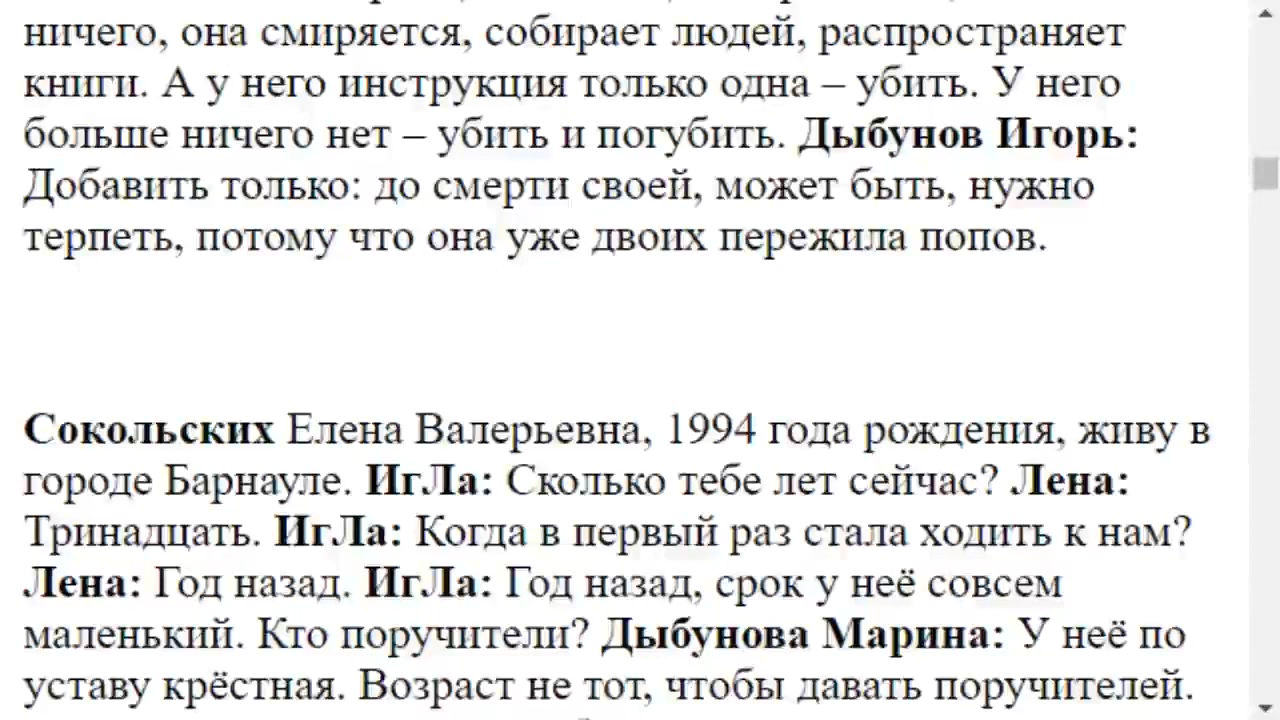 ничего, она смиряется, собирает людей, распространяет
книги. А у него инструкция только одна – убить. У него
больше ничего нет – убить и погубить. Дыбунов Игорь:
Добавить только: до смерти своей, может быть, нужно
терпеть, потому что она уже двоих пережила попов.
Сокольских Елена Валерьевна, 1994 года рождения, живу в
городе Барнауле. ИгЛа: Сколько тебе лет сейчас? Лена:
Тринадцать. ИгЛа: Когда в первый раз стала ходить к нам?
Лена: Год назад. ИгЛа: Год назад, срок у неё совсем
маленький. Кто поручители? Дыбунова Марина: У неё по
уставу крёстная. Возраст не тот, чтобы давать поручителей.